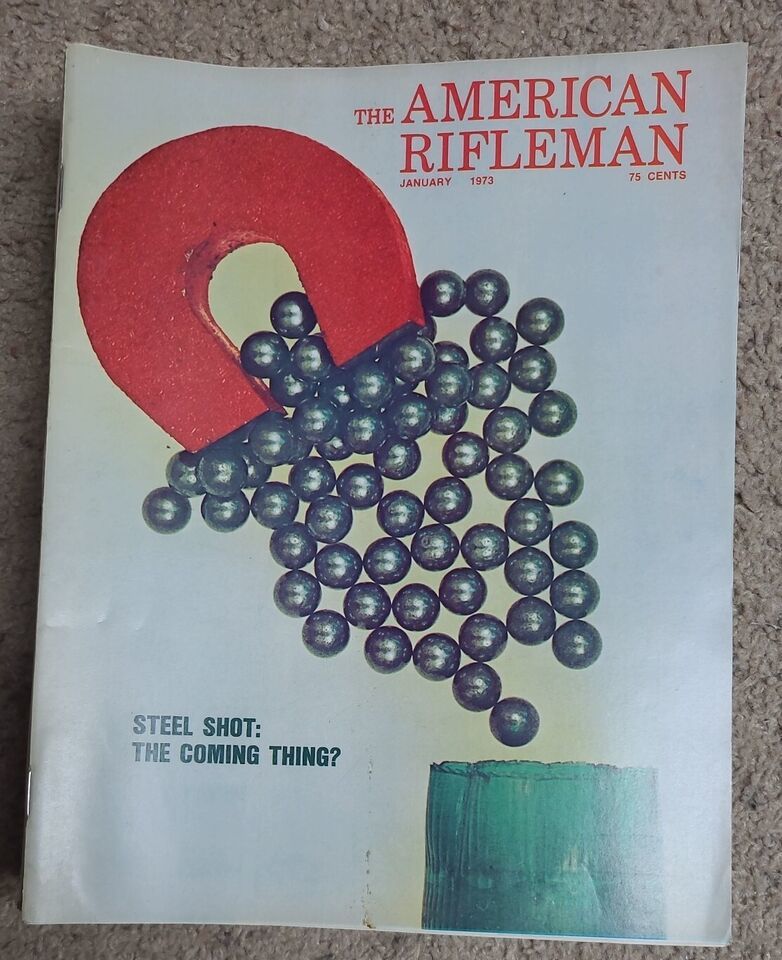 THE AMERICAN
RIFLEMAN
JANUARY 1973 75 CENTS
STEEL SHOT:
THE COMING THING?